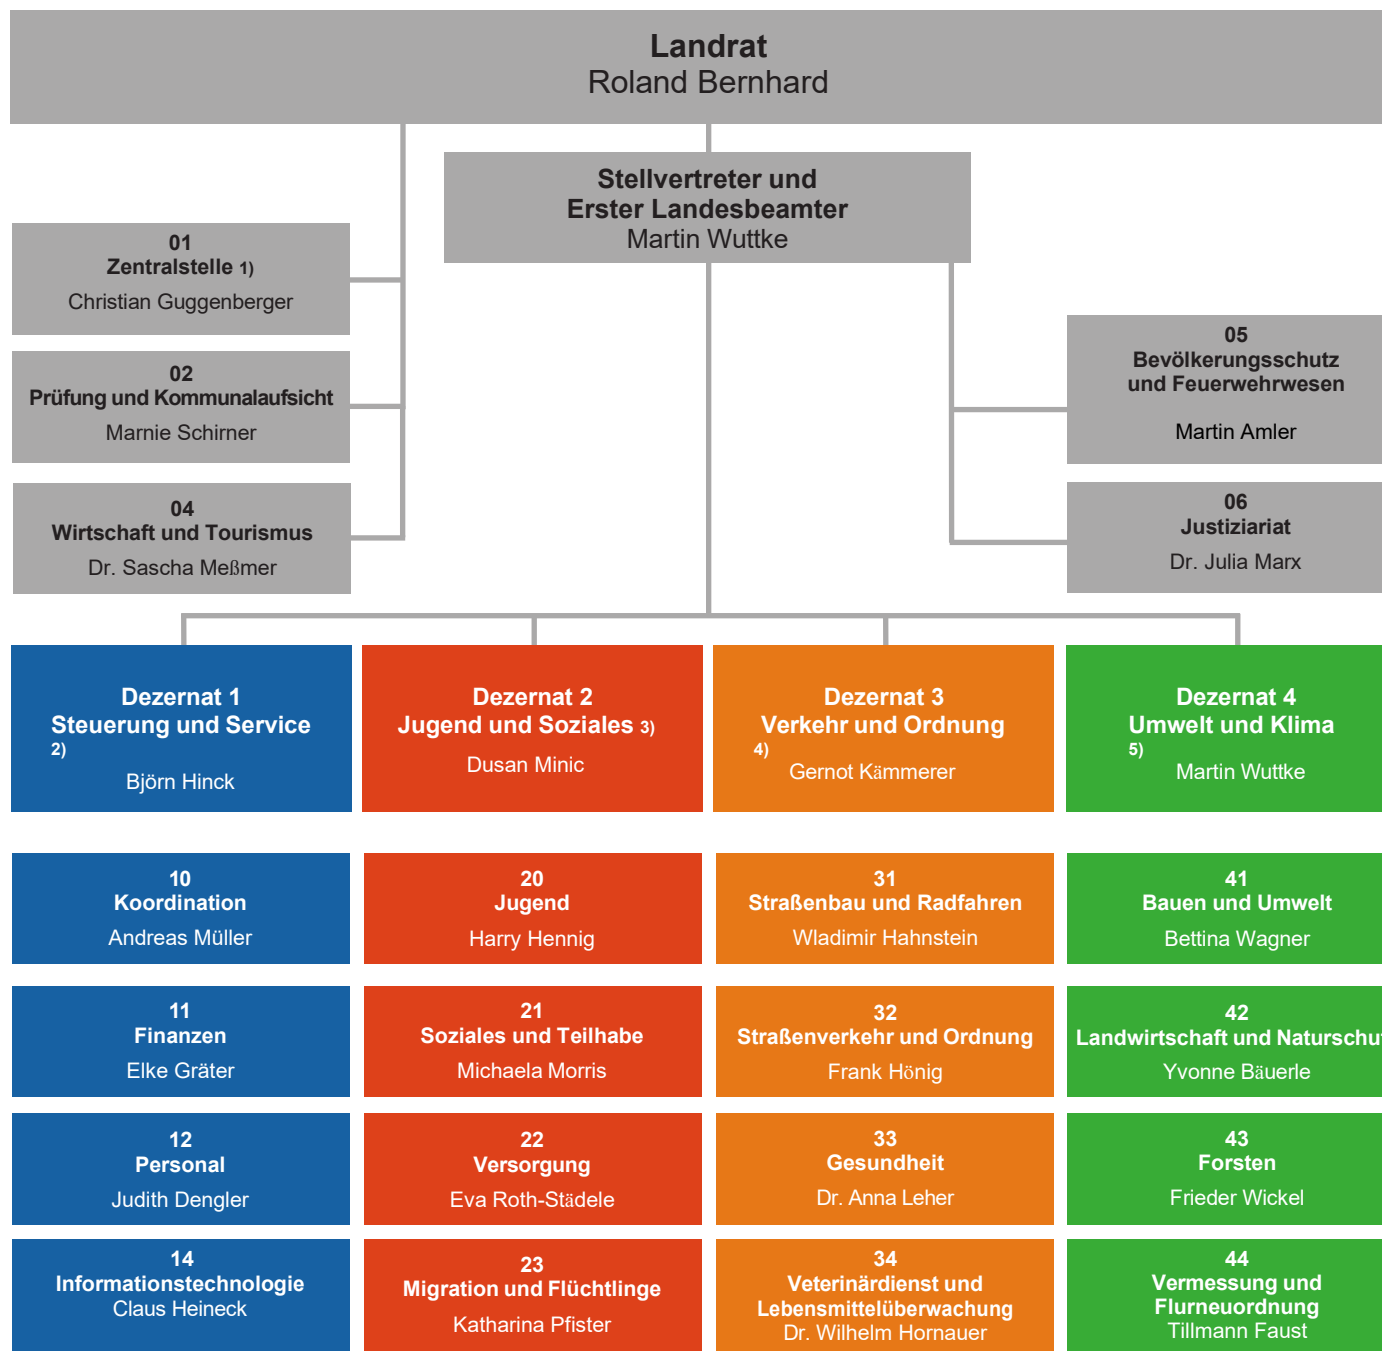 Landrat
Roland Bernhard
Stellvertreter und
Erster Landesbeamter
Martin Wuttke
01
Zentralstelle 1)
Christian Guggenberger
02
Prüfung und Kommunalaufsicht
Marnie Schirner
04
Wirtschaft und Tourismus
Dr. Sascha Meßmer
05
Bevölkerungsschutz
und Feuerwehrwesen
Martin Amler
06
Justiziariat
Dr. Julia Marx
Dezernat 1
Steuerung und Service
2)
Björn Hinck
Dezernat 2
Jugend und Soziales 3)
Dusan Minic
Dezernat 3
Verkehr und Ordnung
4)
Gernot Kämmerer
Dezernat 4
Umwelt und Klima
5)
Martin Wuttke
10
Koordination
Andreas Müller
20
Jugend
Harry Hennig
31
Straßenbau und Radfahren
Wladimir Hahnstein
41
Bauen und Umwelt
Bettina Wagner
11
Finanzen
Elke Gräter
21
Soziales und Teilhabe
Michaela Morris
32
Straßenverkehr und Ordnung
Frank Hönig
42
Landwirtschaft und Naturschut
Yvonne Bäuerle
12
Personal
Judith Dengler
22
Versorgung
Eva Roth-Städele
33
Gesundheit
Dr. Anna Leher
43
Forsten
Frieder Wickel
14
Informationstechnologie
Claus Heineck
23
Migration und Flüchtlinge
Katharina Pfister
34
Veterinärdienst und
Lebensmittelüberwachung
Dr. Wilhelm Hornauer
44
Vermessung und
Flurneuordnung
Tillmann Faust